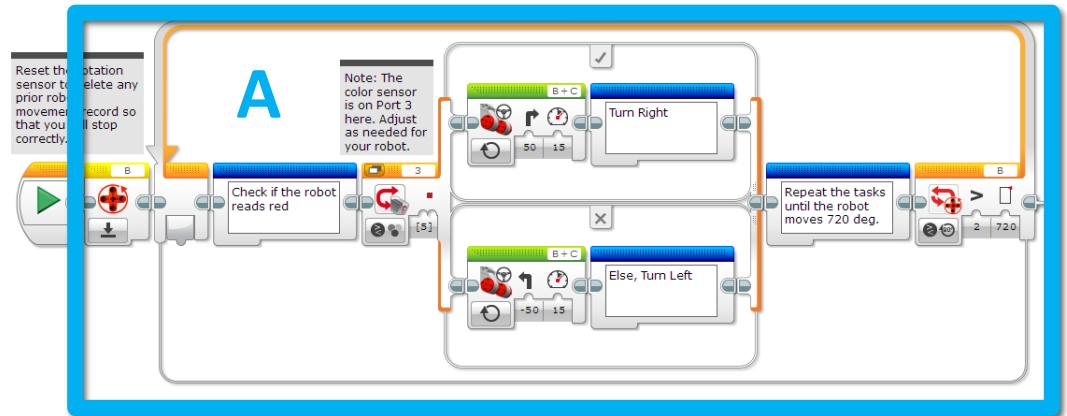 Reset the rotation
sensor to delete any
prior robot
movement record so
that you will stop
correctly.
A
Note: The
color sensor
is on Port 3
here. Adjust
as needed for
your robot.
B+C
Turn Right
50 15
B
Check if the robot
reads red
3
[5]
Repeat the tasks
until the robot
moves 720 deg.
B
> 
2 720
B+C
Else, Turn Left
-50 15